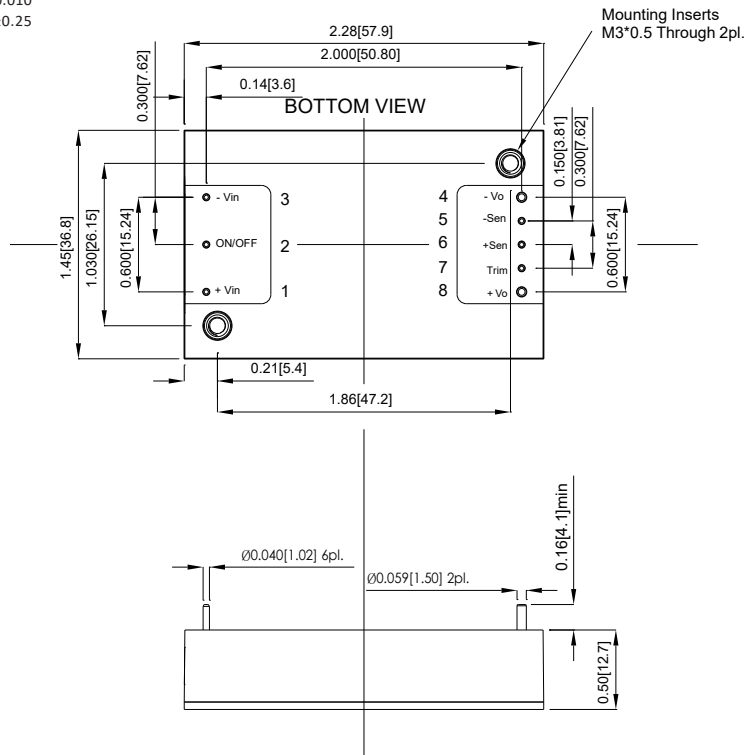 0.010
±0.25
Mounting Inserts
M3*0.5 Through 2pl.
2.28[57.9]
2.000[50.80]
0.14[3.6]
0.300[7.62]
BOTTOM VIEW
0.150[3.81]
0.300[7.62]
1.45[36.8]
1.030[26.15]
0.600[15.24]
- Vin 3
ON/OFF 2
+ Vin 1
4 - Vo
5 -Sen
6 +Sen
7 Trim
8 + Vo
0.600[15.24]
0.21[5.4]
1.86[47.2]
0.16[4.1]min
Ø0.040[1.02] 6pl.
Ø0.059[1.50] 2pl.
0.50[12.7]